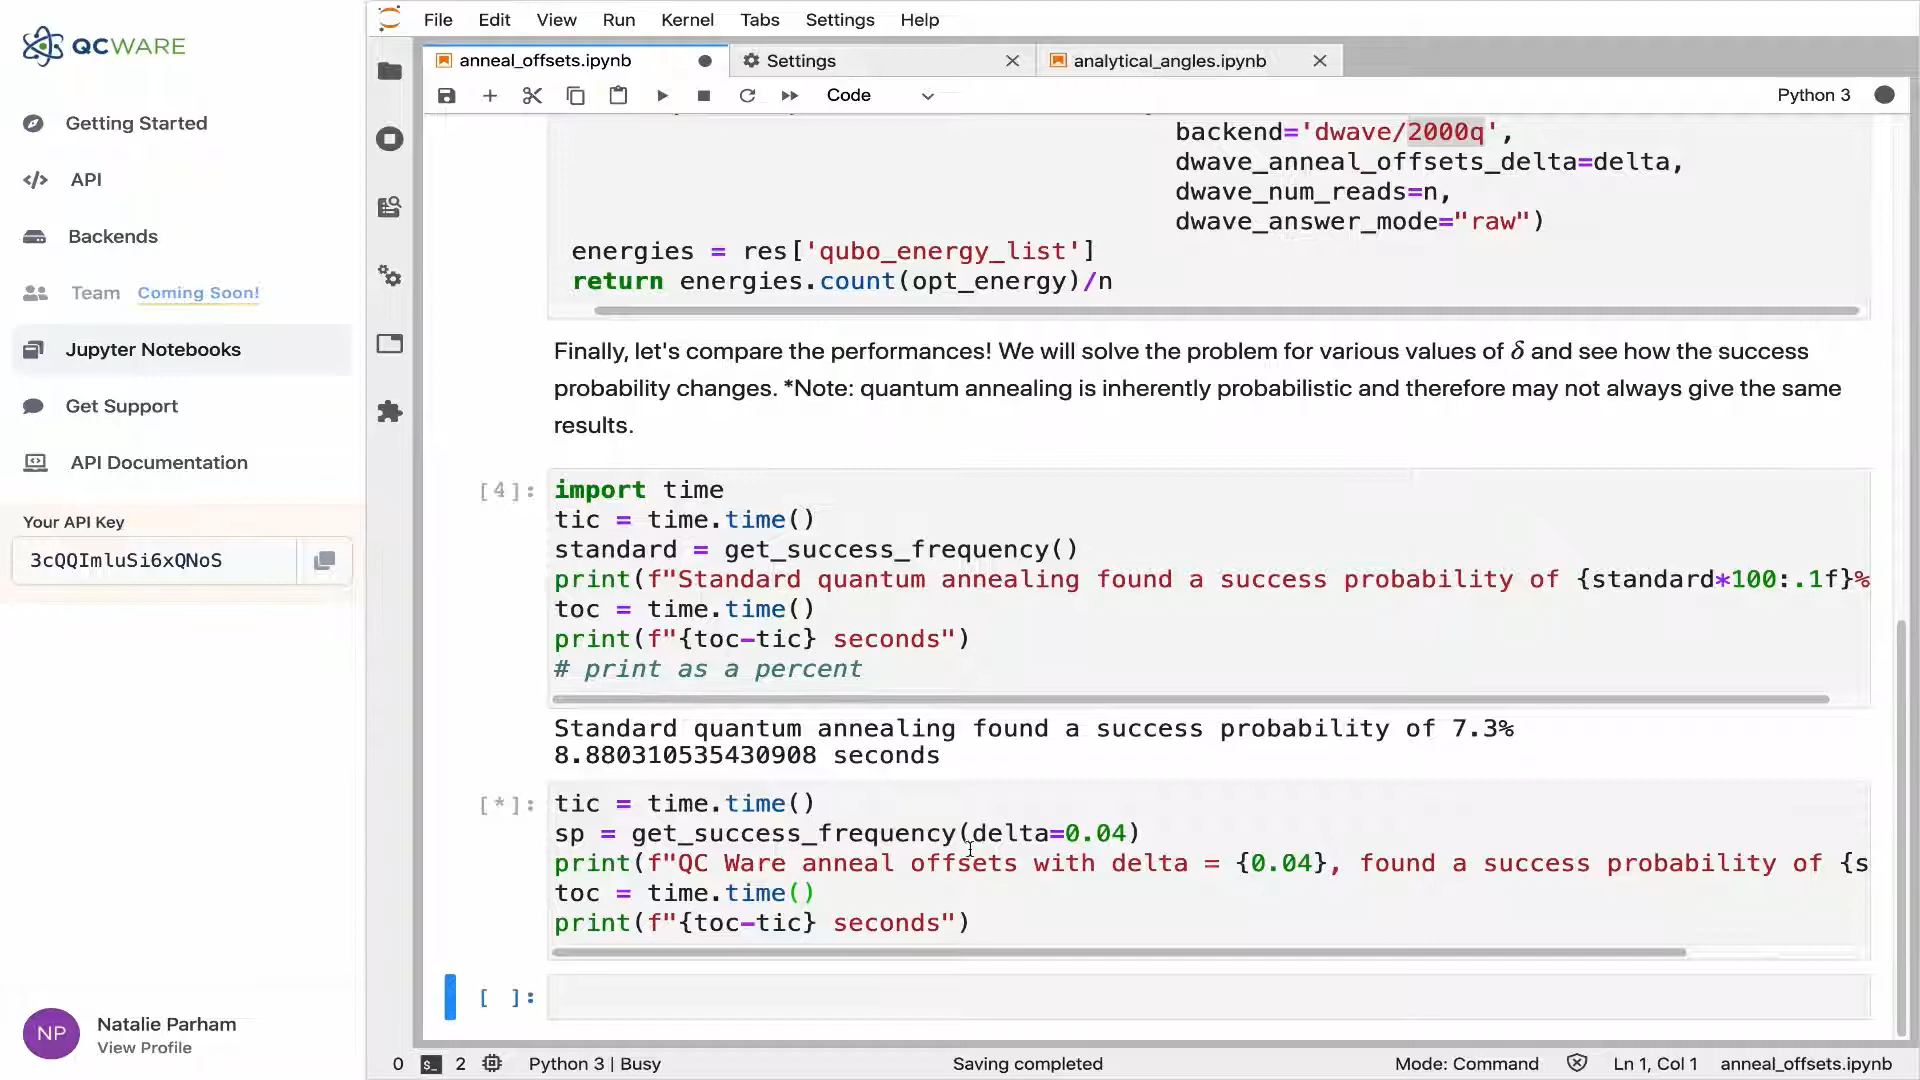 QCWARE
Getting Started
API
Backends
Team Coming Soon!
Jupyter Notebooks
Get Support
API Documentation
Your API Key
3cQQImluSi6xQNoS
NP
Natalie Parham
View Profile
File Edit View Run Kernel Tabs Settings Help
anneal_offsets.ipynb Settings analytical_angles.ipynb
Code Python 3
backend='dwave/2000q',
dwave_anneal_offsets_delta=delta,
dwave_num_reads=n,
dwave_answer_mode="raw")
energies = res['qubo_energy_list']
return energies.count(opt_energy)/n
Finally, let's compare the performances! We will solve the problem for various values of δ and see how the success
probability changes. *Note: quantum annealing is inherently probabilistic and therefore may not always give the same
results.
[4]:
import time
tic = time.time()
standard = get_success_frequency()
print(f"Standard quantum annealing found a success probability of {standard*100:.1f}%
toc = time.time()
print(f"{toc-tic} seconds")
# print as a percent
Standard quantum annealing found a success probability of 7.3%
8.880310535430908 seconds
[*]:
tic = time.time()
sp = get_success_frequency(delta=0.04)
print(f"QC Ware anneal offsets with delta = {0.04}, found a success probability of {s
toc = time.time()
print(f"{toc-tic} seconds")
[ ]:
0 2 Python 3 | Busy Saving completed Mode: Command Ln 1, Col 1 anneal_offsets.ipynb